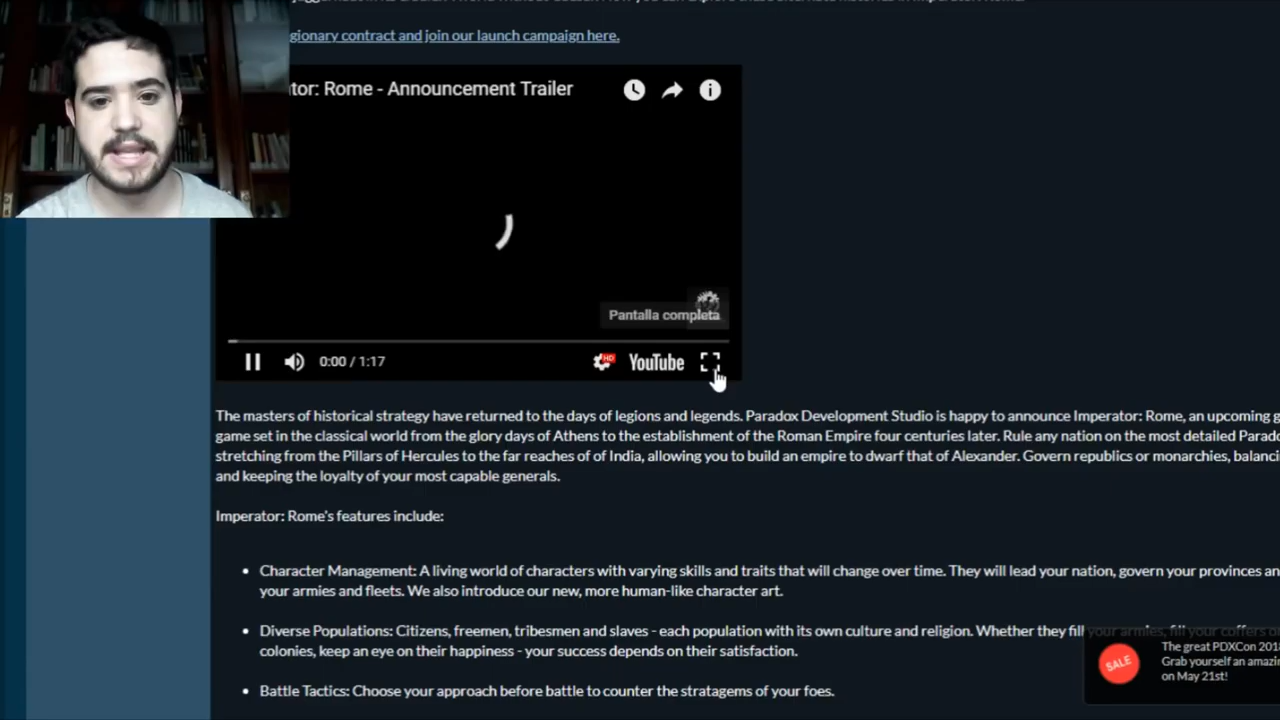 gionary contract and join our launch campaign here.
tor: Rome - Announcement Trailer
Pantalla completa
0:00 / 1:17
HD
YouTube
The masters of historical strategy have returned to the days of legions and legends. Paradox Development Studio is happy to announce Imperator: Rome, an upcoming g
game set in the classical world from the glory days of Athens to the establishment of the Roman Empire four centuries later. Rule any nation on the most detailed Parado
stretching from the Pillars of Hercules to the far reaches of of India, allowing you to build an empire to dwarf that of Alexander. Govern republics or monarchies, balancin
and keeping the loyalty of your most capable generals.
Imperator: Rome's features include:
• Character Management: A living world of characters with varying skills and traits that will change over time. They will lead your nation, govern your provinces an
your armies and fleets. We also introduce our new, more human-like character art.
• Diverse Populations: Citizens, freemen, tribesmen and slaves - each population with its own culture and religion. Whether they fill your armies, fill your coffers o
colonies, keep an eye on their happiness - your success depends on their satisfaction.
• Battle Tactics: Choose your approach before battle to counter the stratagems of your foes.
SALE
The great PDXCon 2018
Grab yourself an amazi
on May 21st!